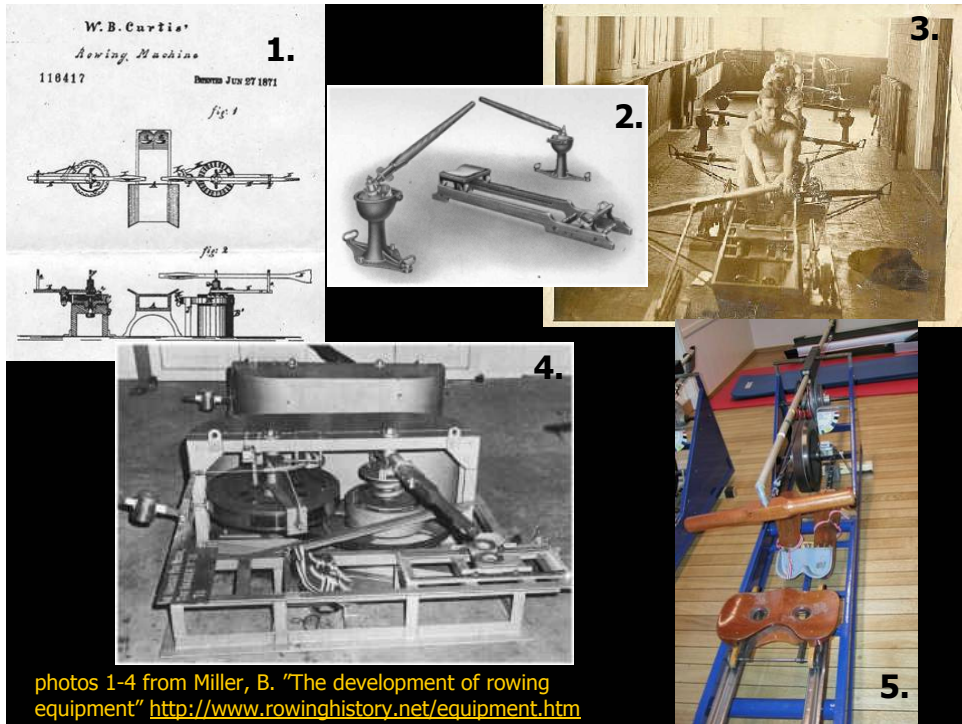 W. B. Curtis'
Rowing Machine
1.
116417
PATENTED JUN 27 1871
fig. 1
fig. 2
2.
3.
4.
5.
photos 1-4 from Miller, B. ”The development of rowing
equipment” http://www.rowinghistory.net/equipment.htm